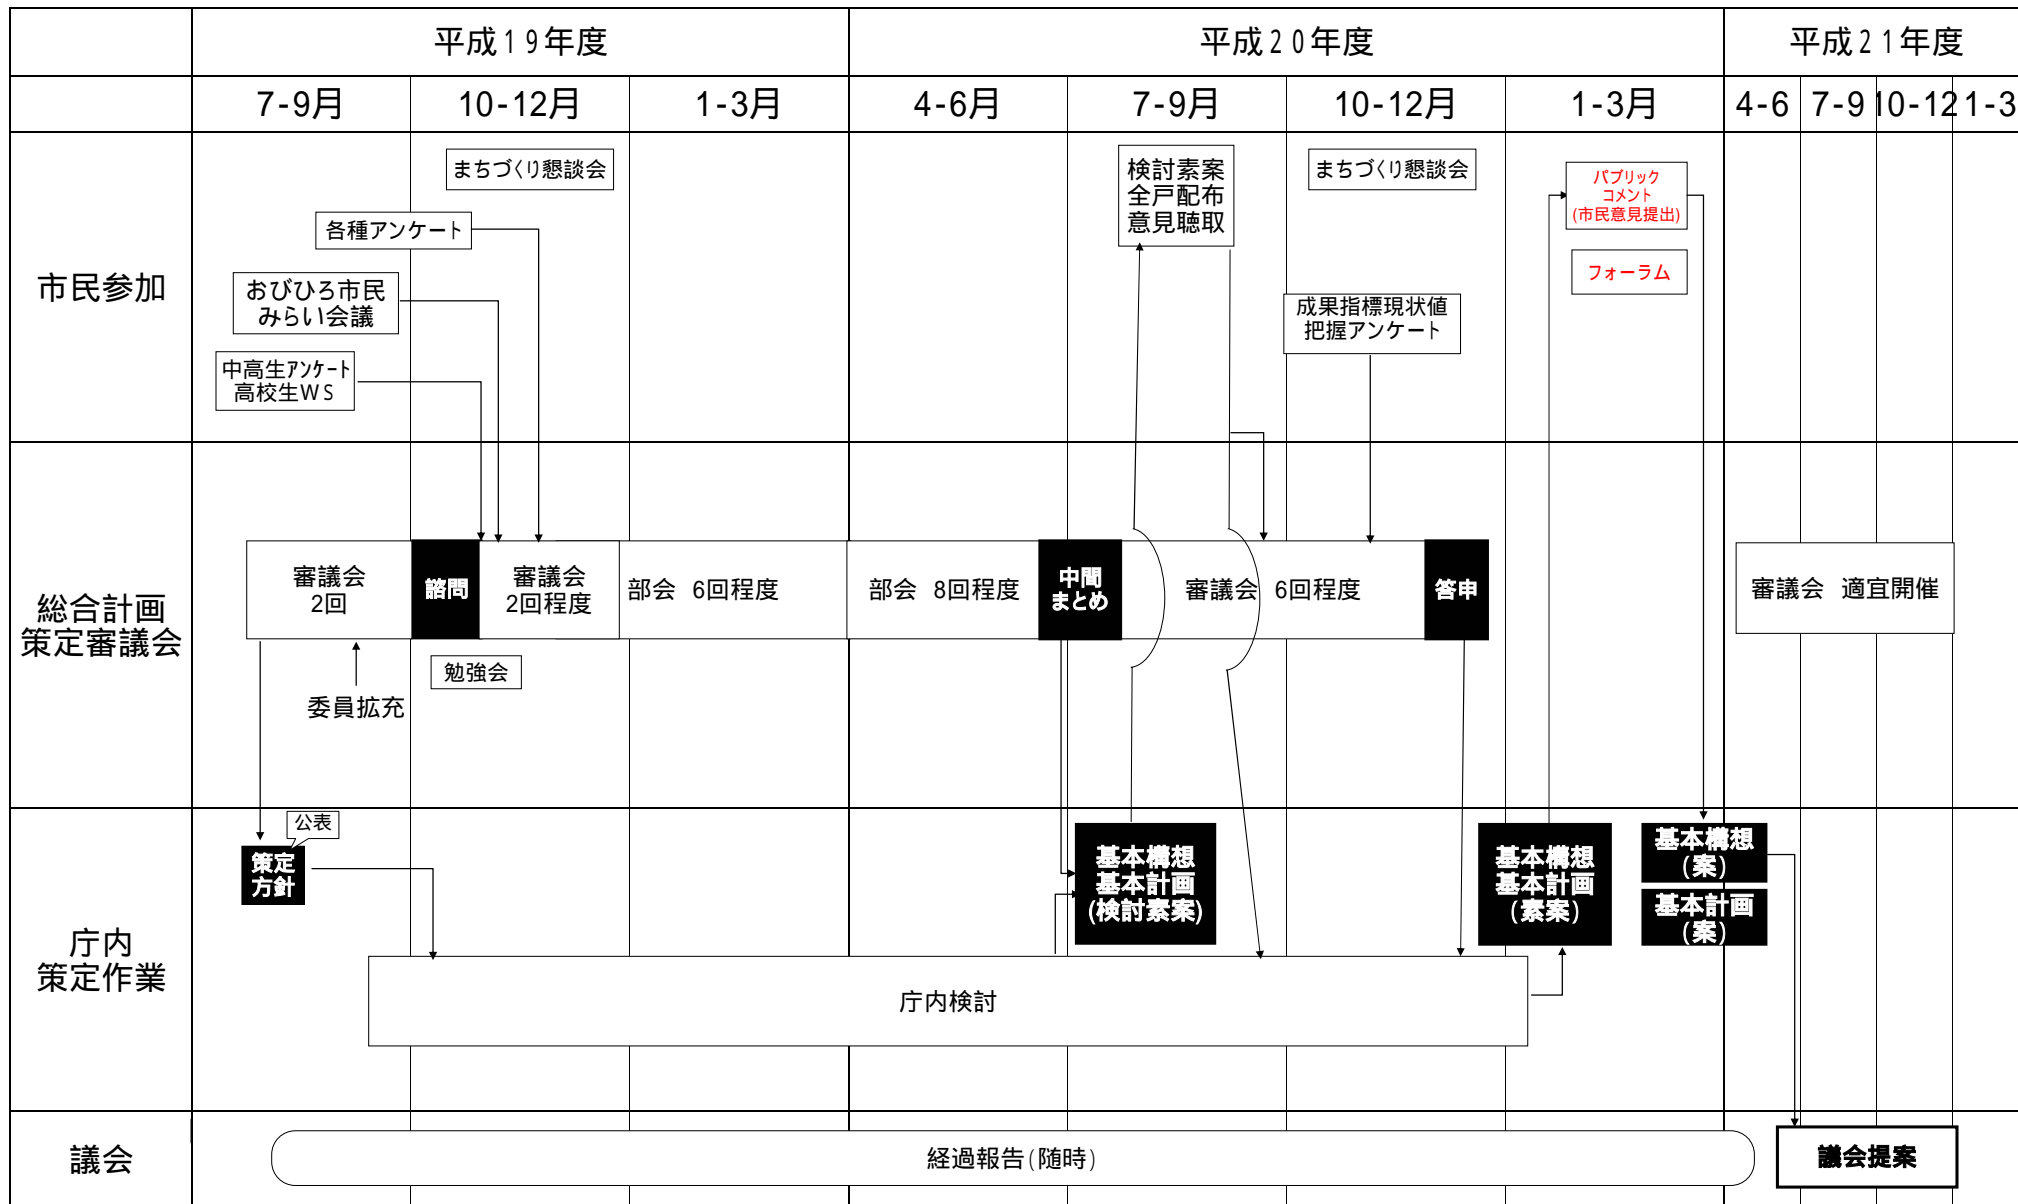 平成19年度
平成20年度
平成21年度
7-9月
10-12月
1-3月
4-6月
7-9月
10-12月
1-3月
4-6
7-9
10-12
1-3
市民参加
まちづくり懇談会
各種アンケート
おびひろ市民
みらい会議
中高生アンケート
高校生WS
検討素案
全戸配布
意見聴取
まちづくり懇談会
成果指標現状値
把握アンケート
パブリック
コメント
(市民意見提出)
フォーラム
総合計画
策定審議会
審議会
2回
諮問
審議会
2回程度
部会 6回程度
部会 8回程度
中間
まとめ
審議会 6回程度
答申
審議会 適宜開催
勉強会
委員拡充
庁内
策定作業
公表
策定
方針
基本構想
基本計画
(検討素案)
基本構想
基本計画
(素案)
基本構想
(案)
基本計画
(案)
庁内検討
議会
経過報告(随時)
議会提案